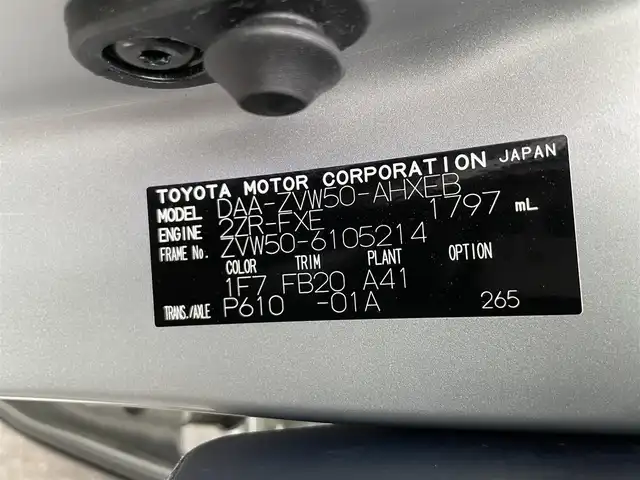 TOYOTA MOTOR CORPORATION JAPAN
MODEL DAA-ZVW50-AHXEB
ENGINE 2ZR-FXE 1797 mL
FRAME No. ZVW50-6105214
COLOR TRIM PLANT OPTION
1F7 FB20 A41
TRANS./AXLE P610 -01A 265